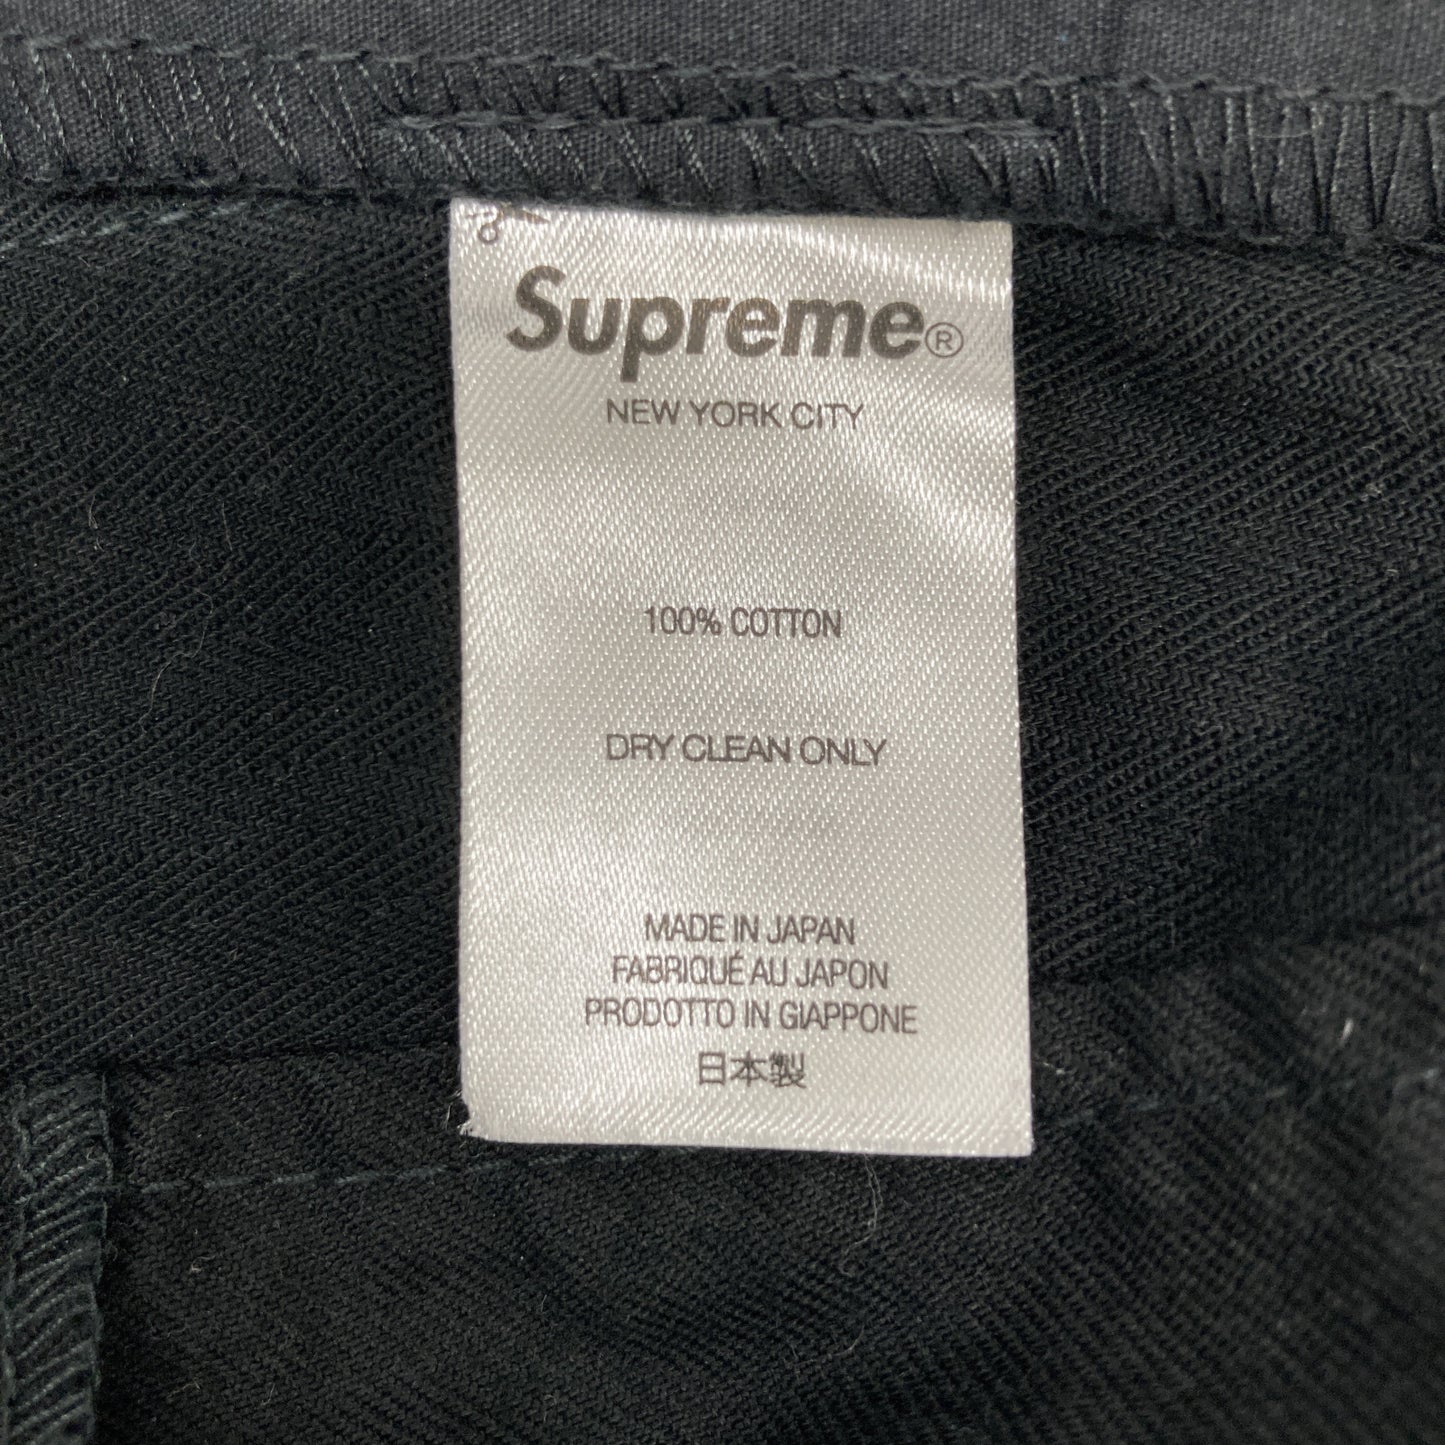 Supreme®
NEW YORK CITY
100% COTTON
DRY CLEAN ONLY
MADE IN JAPAN
FABRIQUÉ AU JAPON
PRODOTTO IN GIAPPONE
日本製